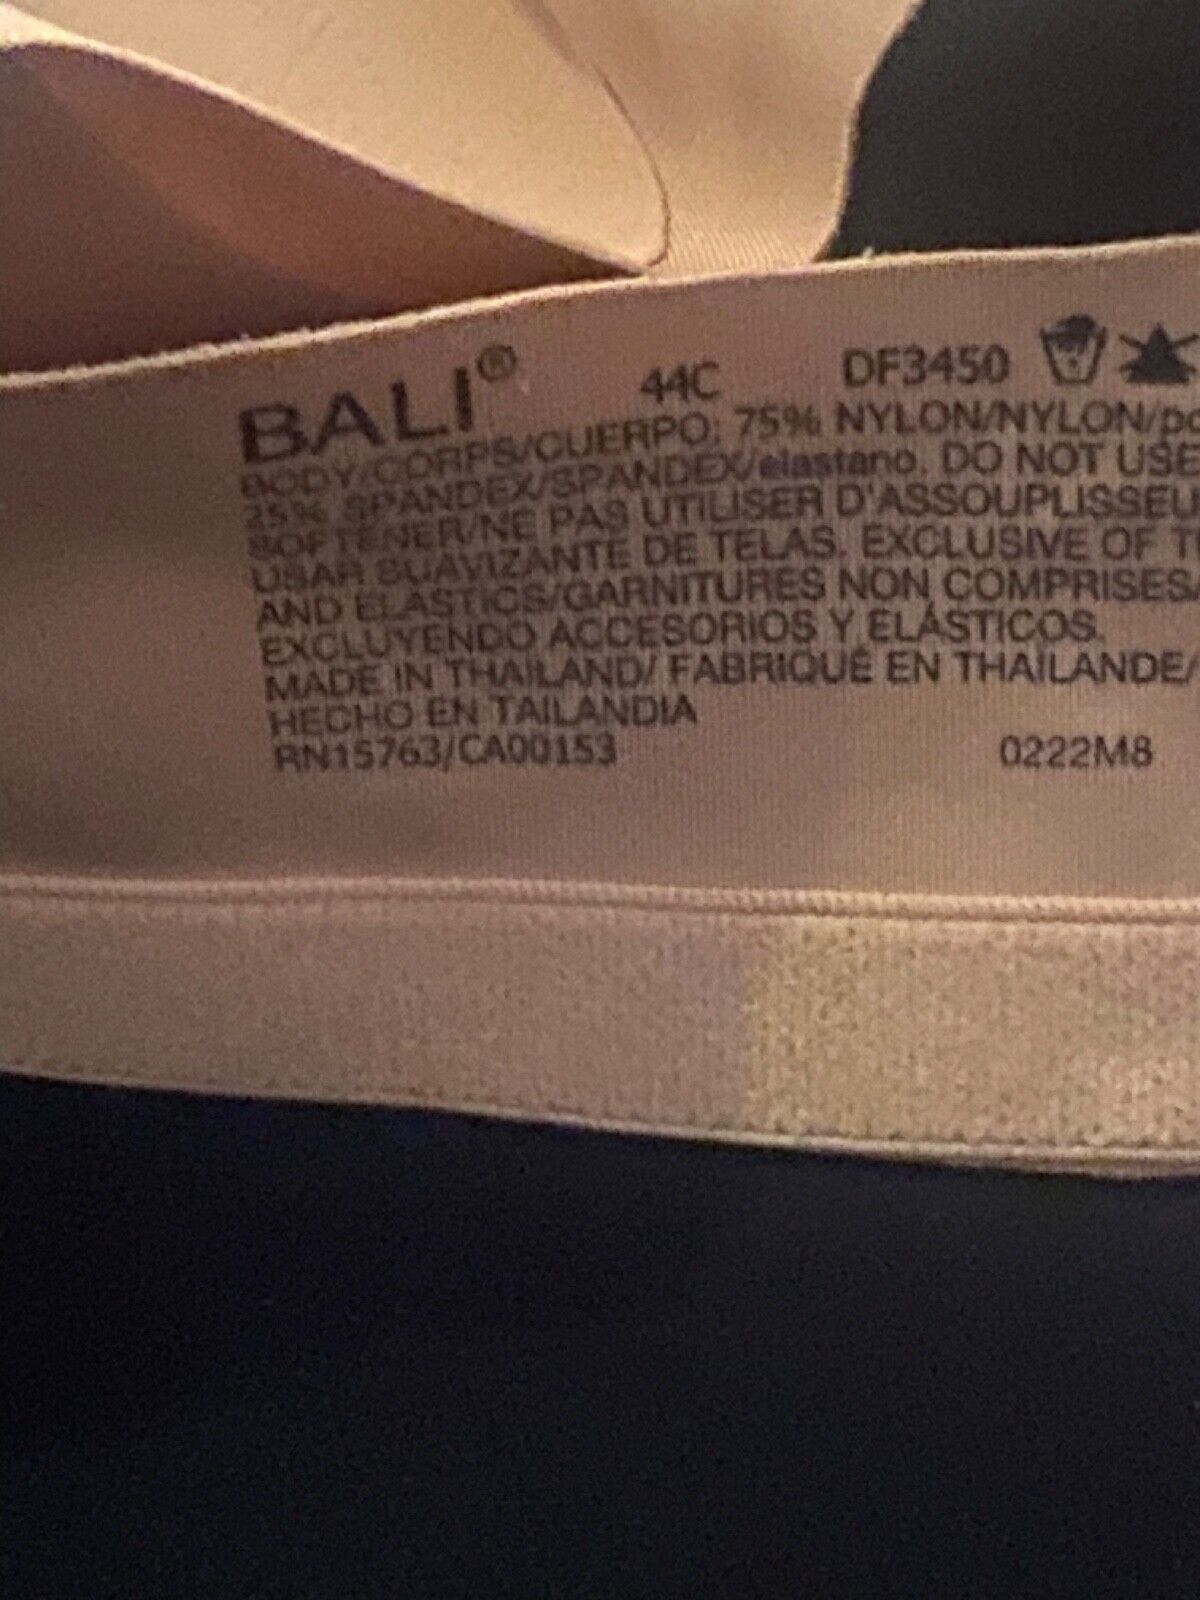 BALI® 44C DF3450
BODY/CORPS/CUERPO: 75% NYLON/NYLON/po
25% SPANDEX/SPANDEX/elastano. DO NOT USE
SOFTENER/NE PAS UTILISER D'ASSOUPLISSEU
USAR SUAVIZANTE DE TELAS. EXCLUSIVE OF T
AND ELASTICS/GARNITURES NON COMPRISES/
EXCLUYENDO ACCESORIOS Y ELÁSTICOS.
MADE IN THAILAND/ FABRIQUÉ EN THAILANDE/
HECHO EN TAILANDIA
RN15763/CA00153 0222M8